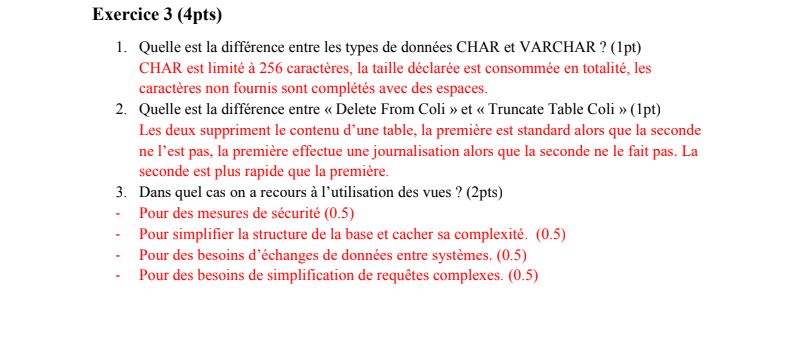 Exercice 3 (4pts)
1. Quelle est la différence entre les types de données CHAR et VARCHAR ? (1pt)
CHAR est limité à 256 caractères, la taille déclarée est consommée en totalité, les
caractères non fournis sont complétés avec des espaces.
2. Quelle est la différence entre « Delete From Coli » et « Truncate Table Coli » (1pt)
Les deux suppriment le contenu d’une table, la première est standard alors que la seconde
ne l’est pas, la première effectue une journalisation alors que la seconde ne le fait pas. La
seconde est plus rapide que la première.
3. Dans quel cas on a recours à l’utilisation des vues ? (2pts)
- Pour des mesures de sécurité (0.5)
- Pour simplifier la structure de la base et cacher sa complexité. (0.5)
- Pour des besoins d’échanges de données entre systèmes. (0.5)
- Pour des besoins de simplification de requêtes complexes. (0.5)